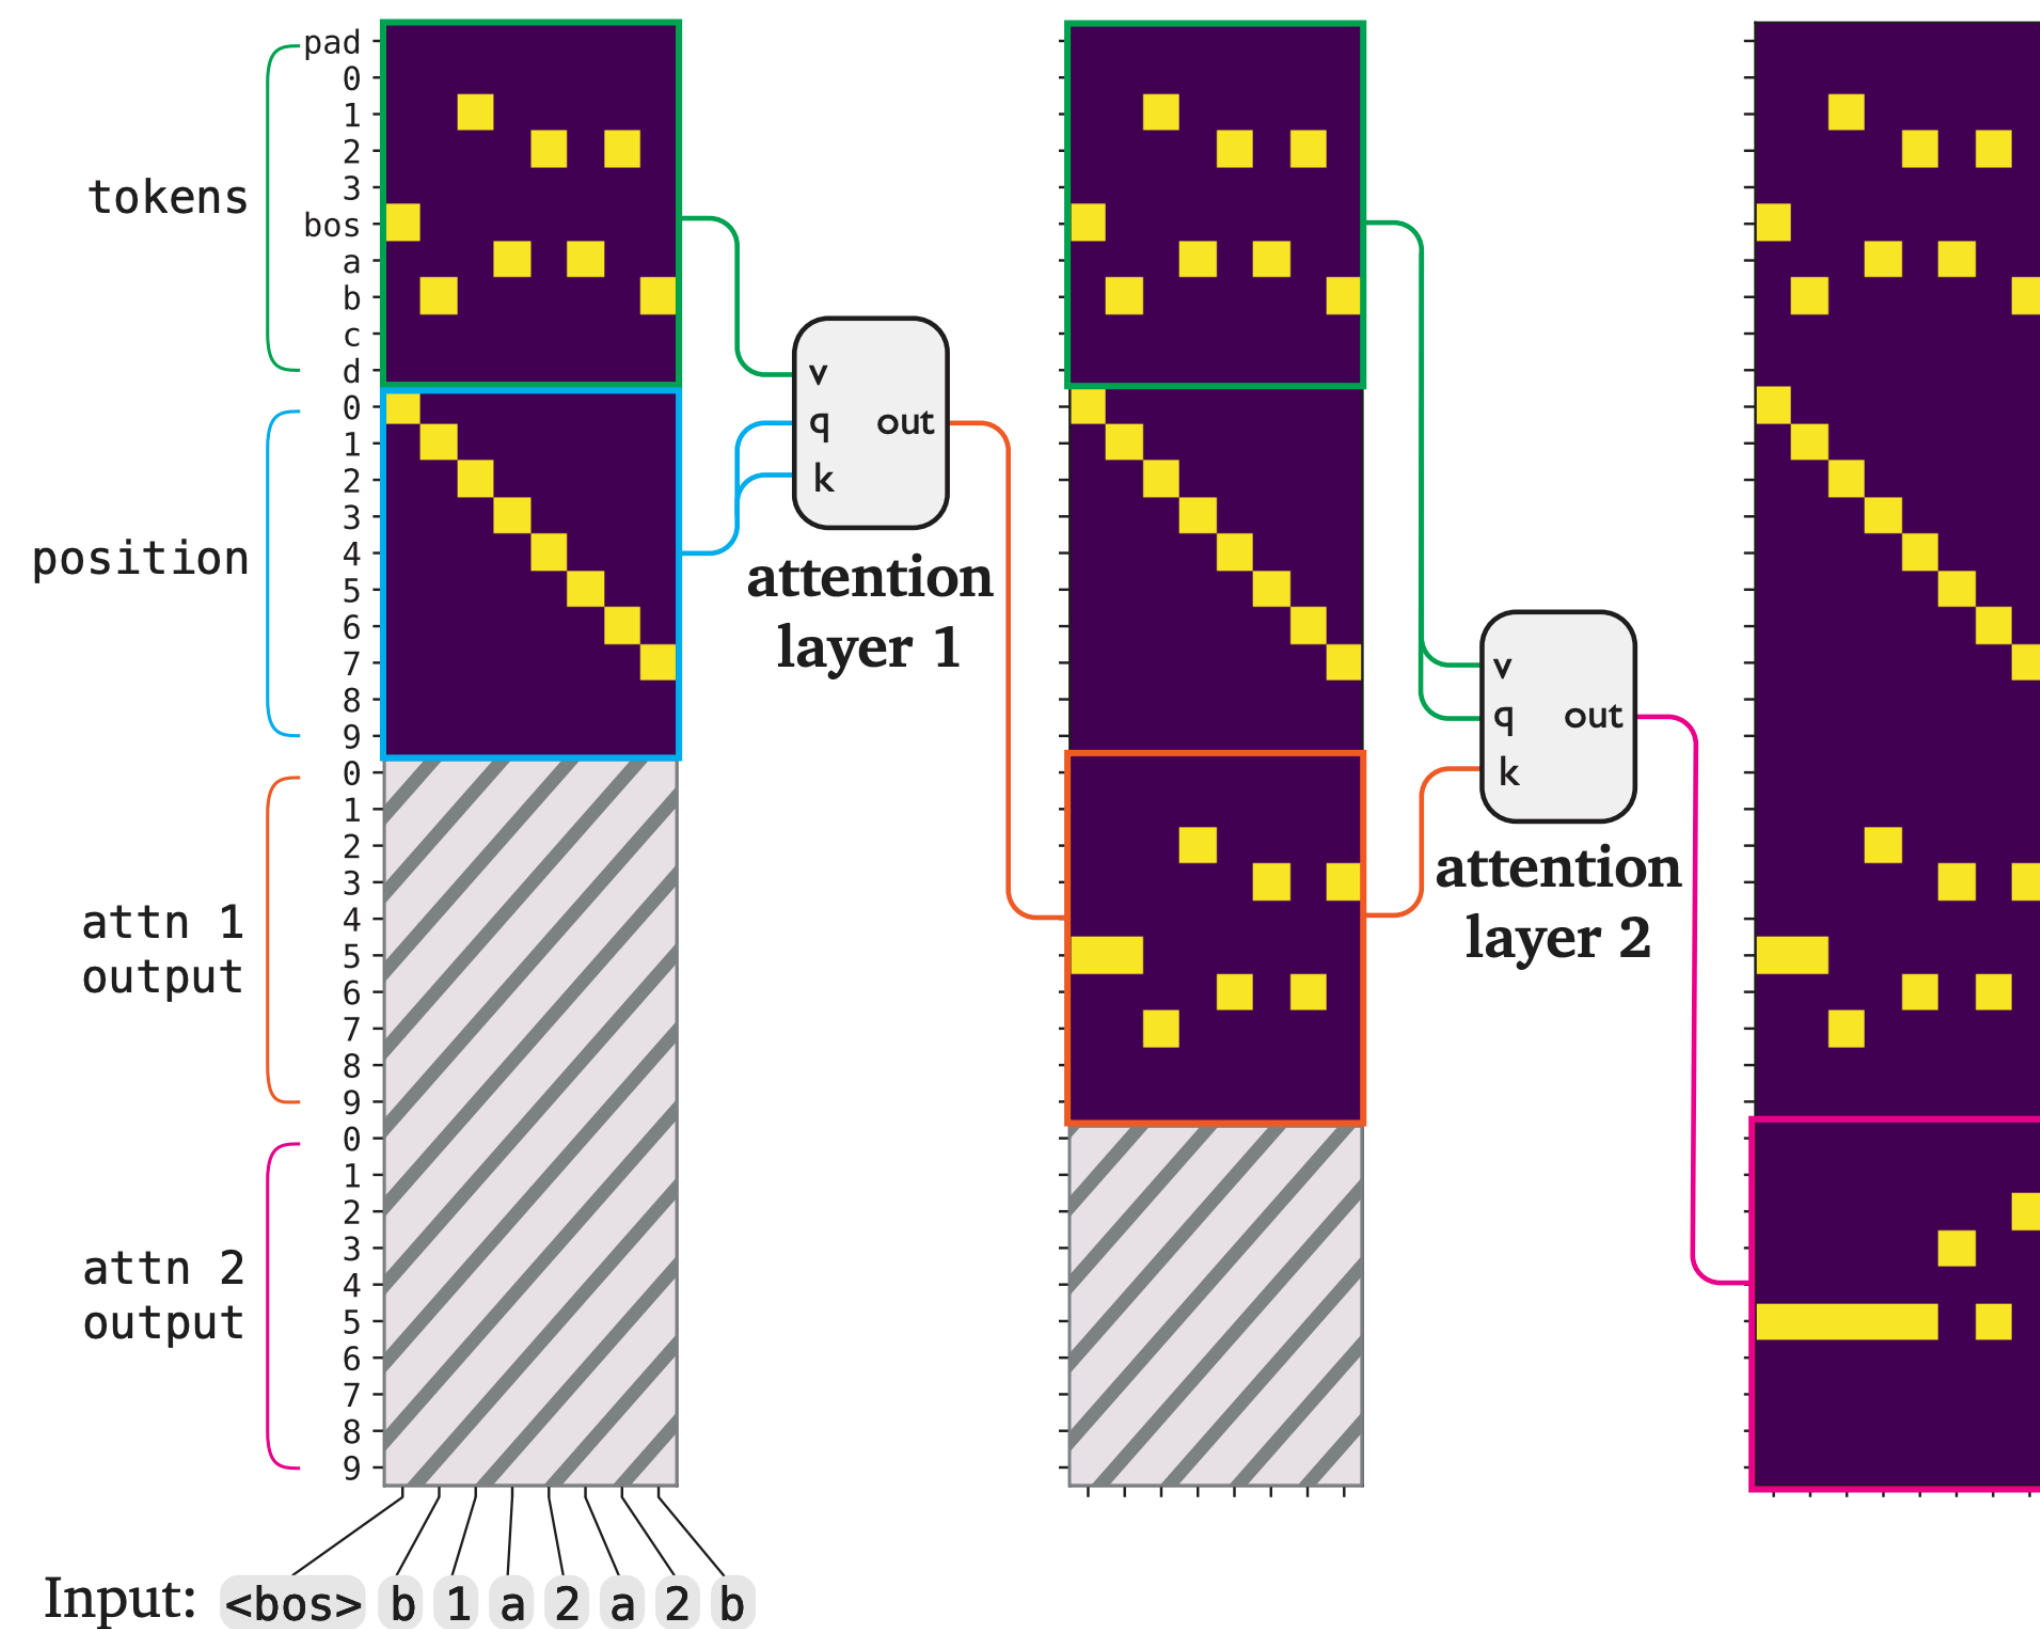 pad
0
1
2
3
bos
a
b
c
d
tokens
0
1
2
3
4
5
6
7
8
9
position
0
1
2
3
4
5
6
7
8
9
attn 1
output
0
1
2
3
4
5
6
7
8
9
attn 2
output
v
q out
k
attention
layer 1
v
q out
k
attention
layer 2
Input: <bos> b 1 a 2 a 2 b